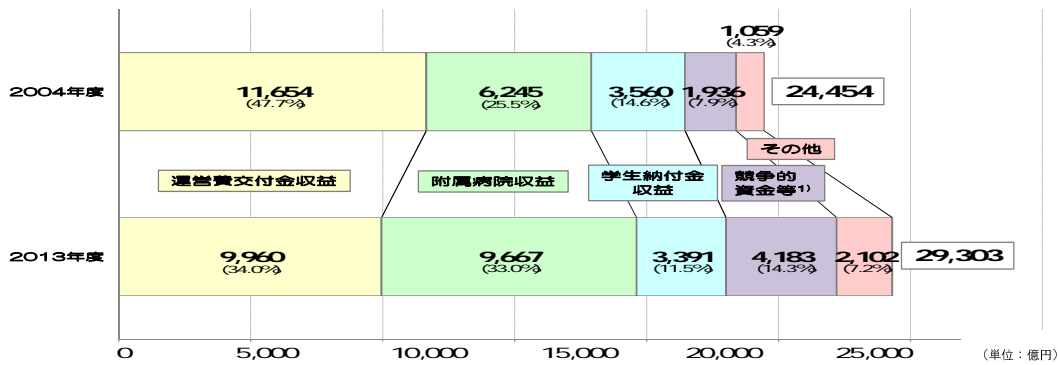 1,059
(4.3%)
2004年度
11,654
(47.7%)
6,245
(25.5%)
3,560
(14.6%)
1,936
(7.9%)
24,454
その他
運営費交付金収益
附属病院収益
学生納付金
収益
競争的
資金等1)
2013年度
9,960
(34.0%)
9,667
(33.0%)
3,391
(11.5%)
4,183
(14.3%)
2,102
(7.2%)
29,303
0
5,000
10,000
15,000
20,000
25,000
(単位：億円)